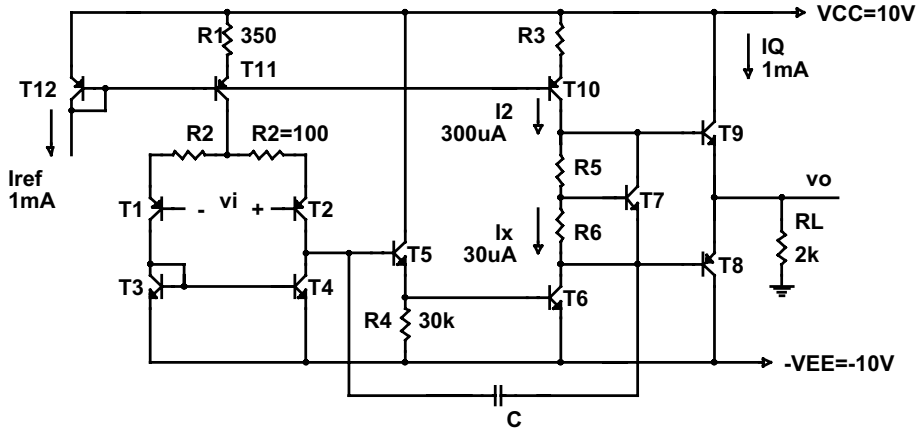 VCC=10V
R1 350
R3
IQ
1mA
T11
T12
T10
I2
300uA
T9
R2
R2=100
Iref
1mA
R5
vo
T1
- vi +
T2
T7
RL
2k
Ix
30uA
R6
T5
T8
T3
T4
T6
R4 30k
-VEE=-10V
C